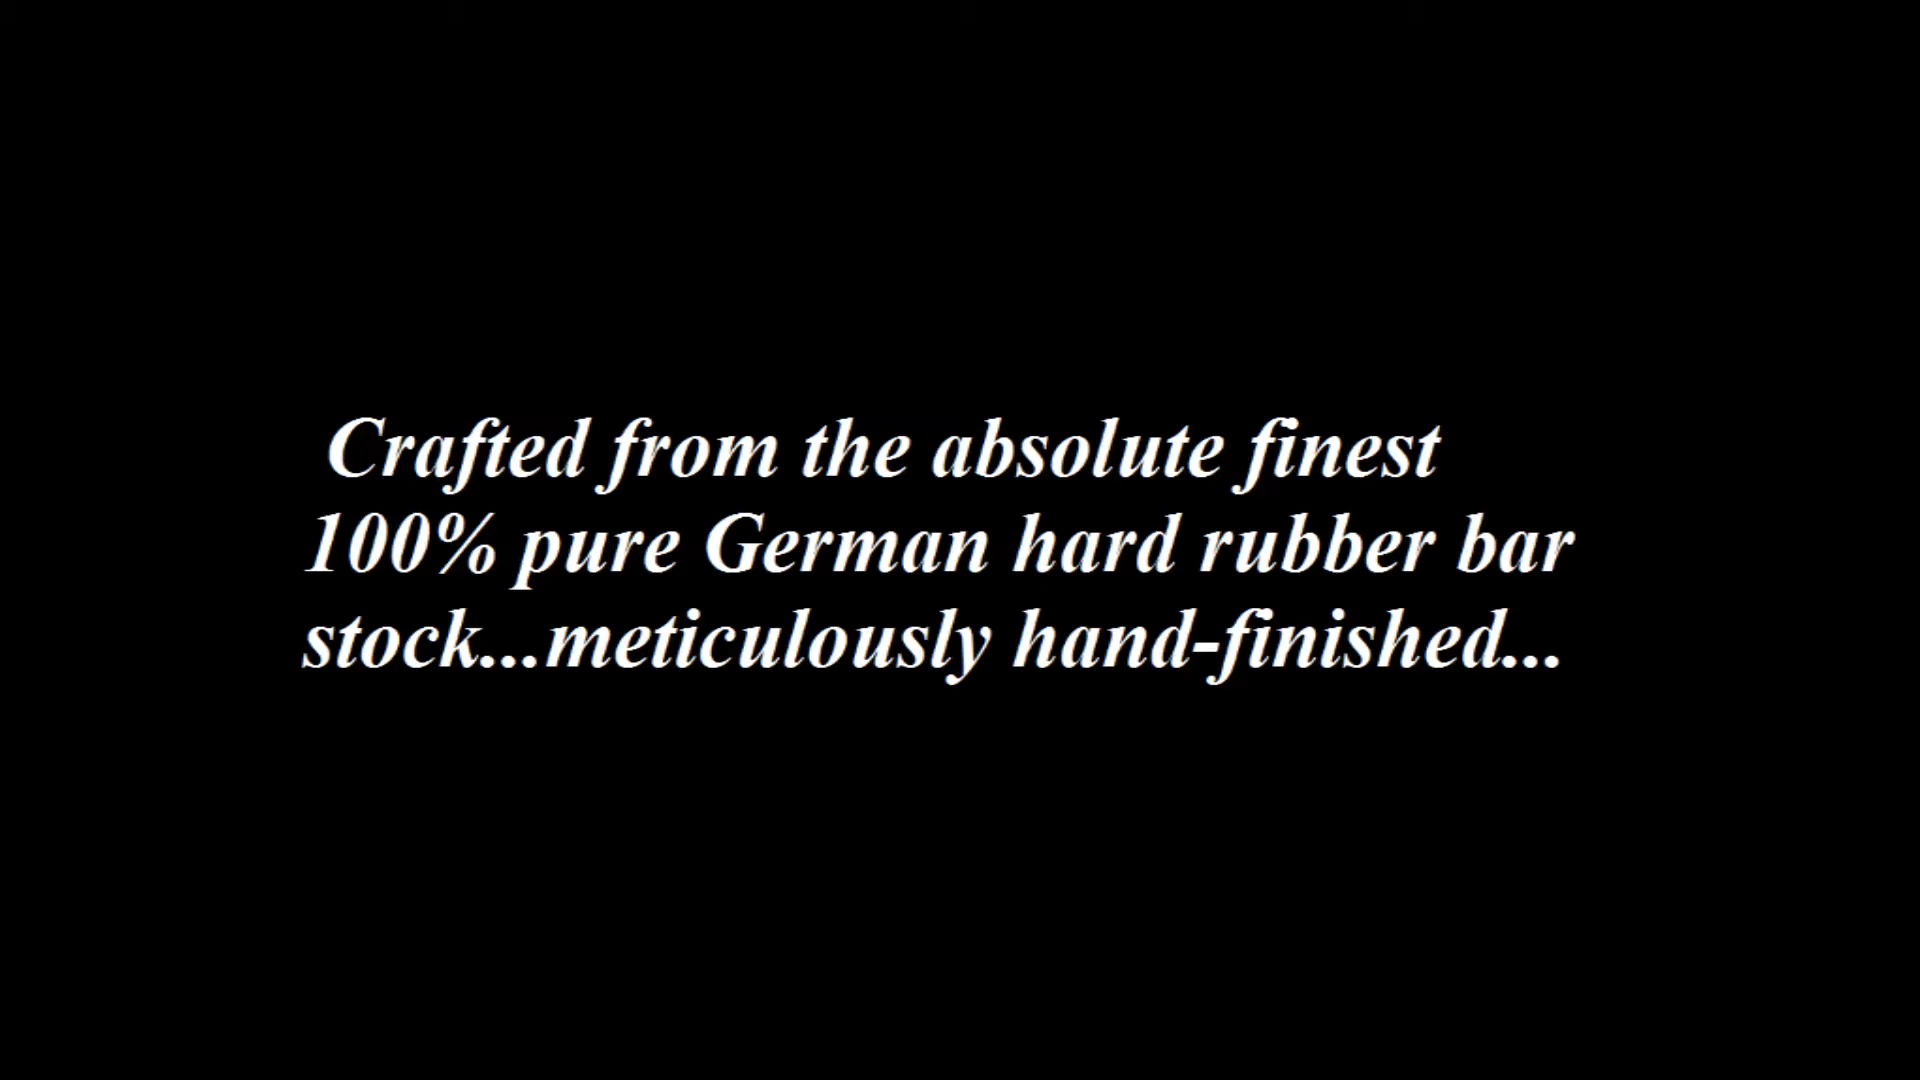 Crafted from the absolute finest
100% pure German hard rubber bar
stock...meticulously hand-finished...